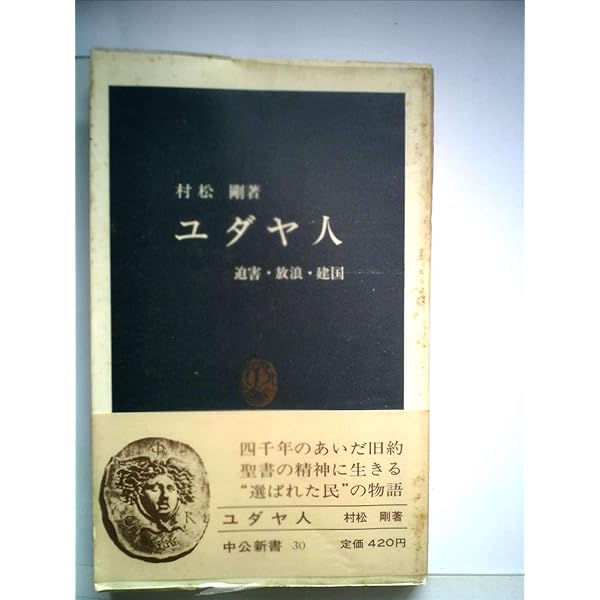 村松 剛著
ユダヤ人
迫害・放浪・建国
四千年のあいだ旧約
聖書の精神に生きる
“選ばれた民”の物語
ユダヤ人 村松 剛著
中公新書 30 定価 420円